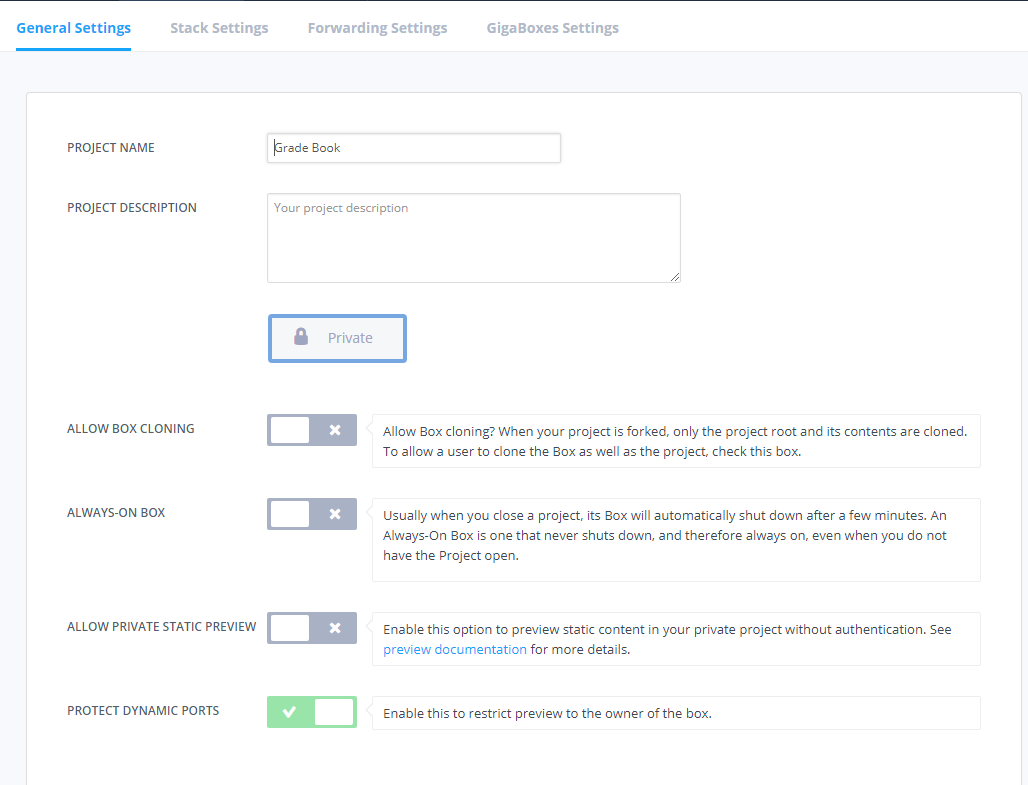 General Settings Stack Settings Forwarding Settings GigaBoxes Settings
PROJECT NAME Grade Book
PROJECT DESCRIPTION Your project description
Private
ALLOW BOX CLONING
Allow Box cloning? When your project is forked, only the project root and its contents are cloned.
To allow a user to clone the Box as well as the project, check this box.
ALWAYS-ON BOX
Usually when you close a project, its Box will automatically shut down after a few minutes. An
Always-On Box is one that never shuts down, and therefore always on, even when you do not
have the Project open.
ALLOW PRIVATE STATIC PREVIEW
Enable this option to preview static content in your private project without authentication. See
preview documentation for more details.
PROTECT DYNAMIC PORTS
Enable this to restrict preview to the owner of the box.